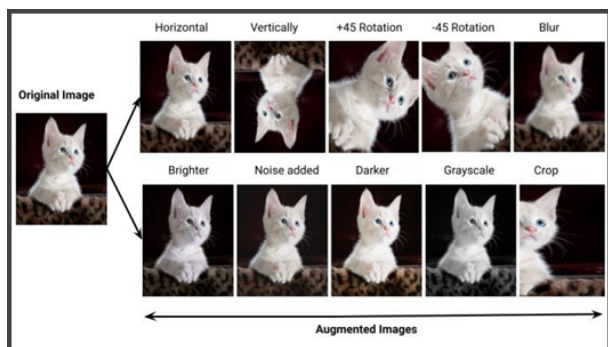 Horizontal Vertically +45 Rotation -45 Rotation Blur
Original Image
Brighter Noise added Darker Grayscale Crop
Augmented Images